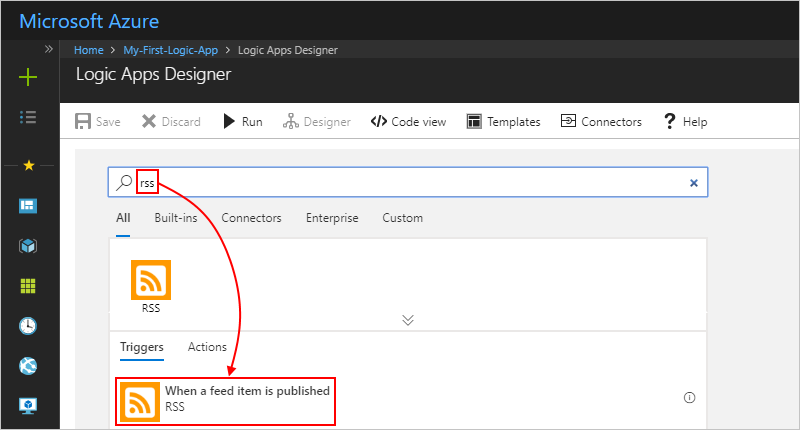 Microsoft Azure
Home > My-First-Logic-App > Logic Apps Designer
Logic Apps Designer
Save Discard Run Designer Code view Templates Connectors Help
rss
All Built-ins Connectors Enterprise Custom
RSS
Triggers Actions
When a feed item is published
RSS